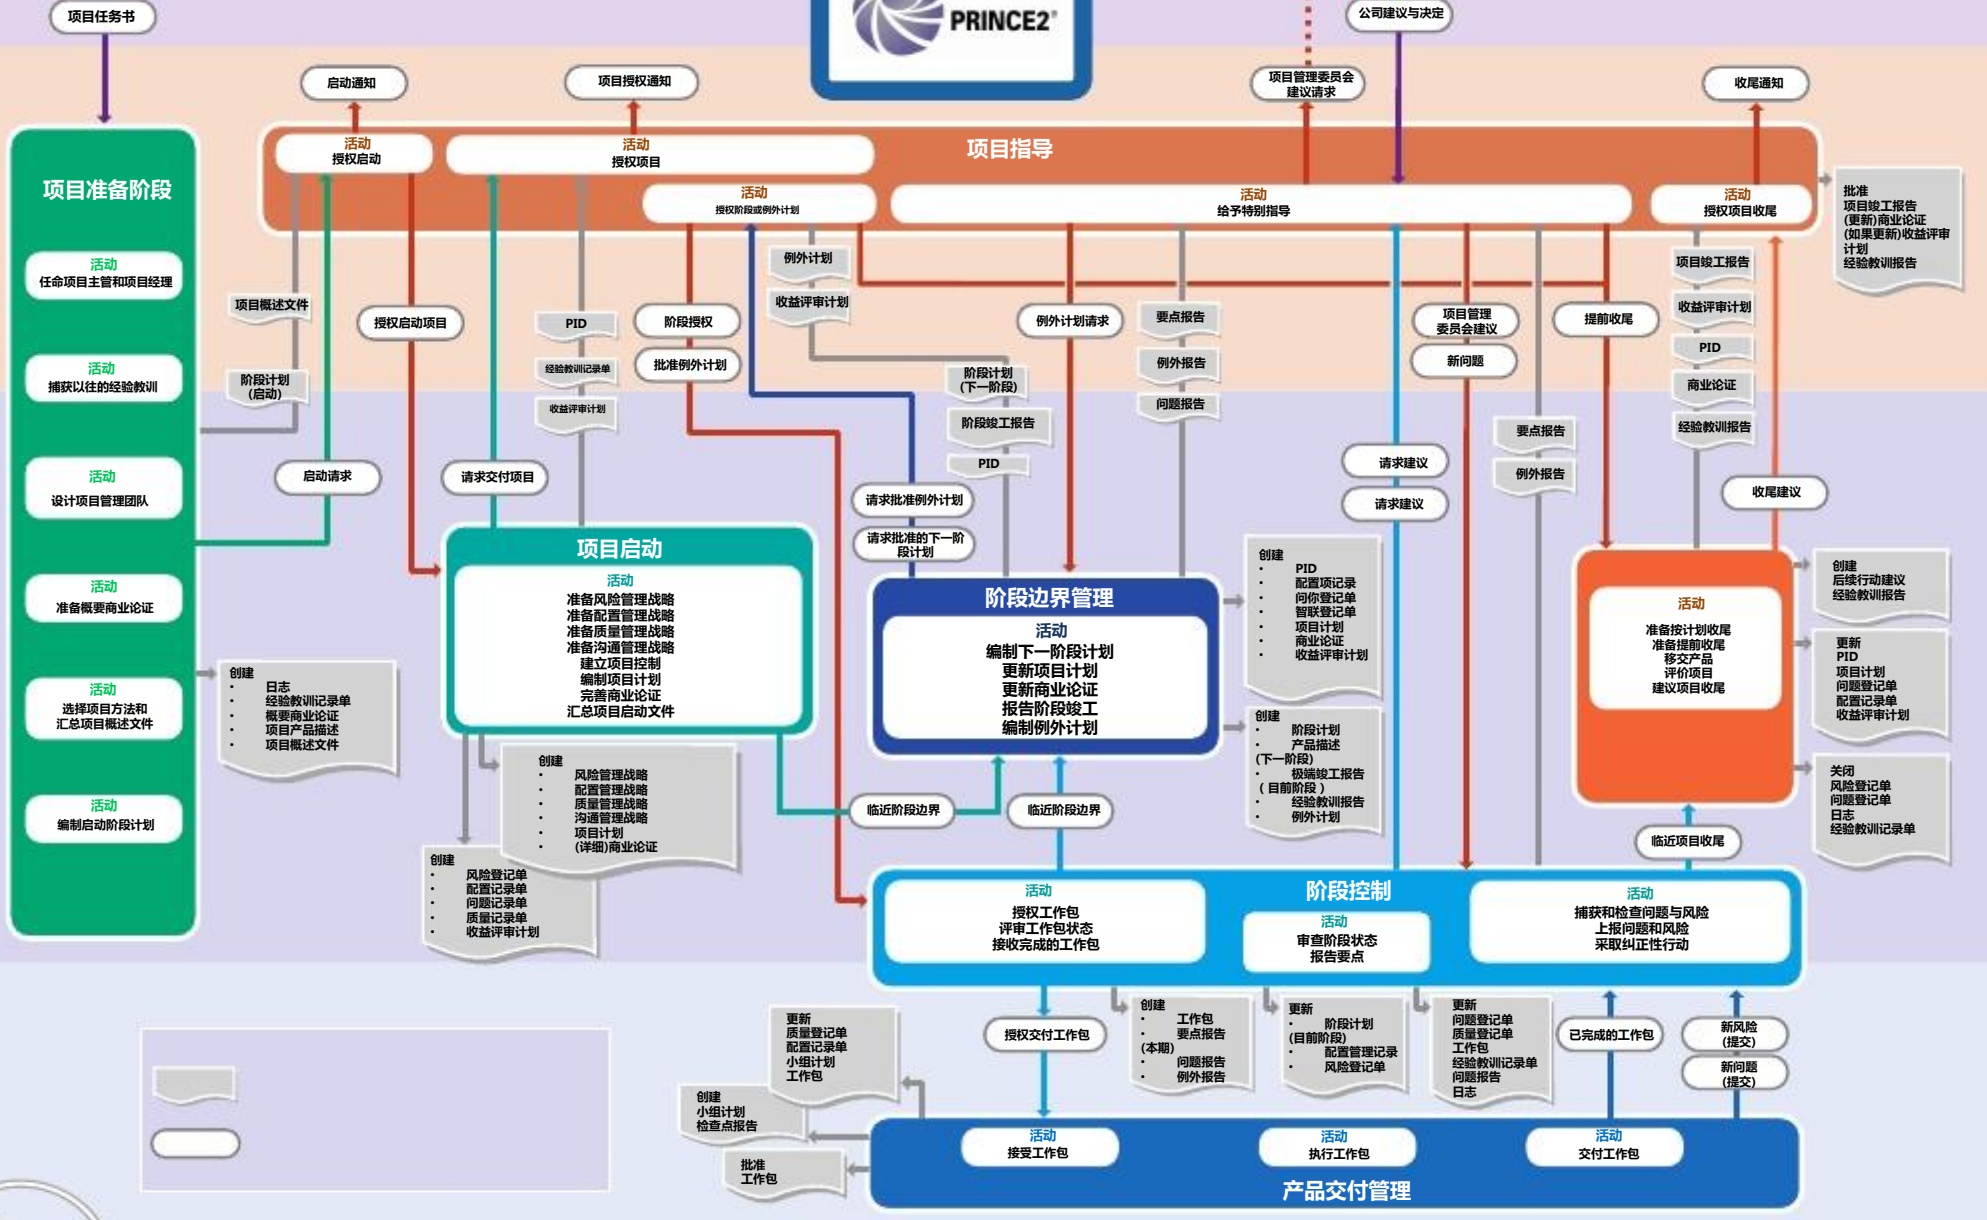 项目任务书
PRINCE2®
公司建议与决定
启动通知
项目授权通知
项目管理委员会
建议请求
收尾通知
项目指导
活动
授权启动
活动
授权项目
活动
授权阶段或例外计划
活动
给予特别指导
活动
授权项目收尾
批准
项目竣工报告
(更新)商业论证
(如果更新)收益评审
计划
经验教训报告
项目准备阶段
活动
任命项目主管和项目经理
活动
捕获以往的经验教训
活动
设计项目管理团队
活动
准备概要商业论证
活动
选择项目方法和
汇总项目概述文件
活动
编制启动阶段计划
项目概述文件
阶段计划
(启动)
启动请求
授权启动项目
请求交付项目
PID
经验教训记录单
收益评审计划
阶段授权
批准例外计划
例外计划
收益评审计划
阶段计划
(下一阶段)
阶段竣工报告
PID
请求批准例外计划
请求批准的下一阶
段计划
例外计划请求
要点报告
例外报告
问题报告
请求建议
请求建议
项目管理
委员会建议
新问题
要点报告
例外报告
提前收尾
项目竣工报告
收益评审计划
PID
商业论证
经验教训报告
收尾建议
创建
• 日志
• 经验教训记录单
• 概要商业论证
• 项目产品描述
• 项目概述文件
项目启动
活动
准备风险管理战略
准备配置管理战略
准备质量管理战略
准备沟通管理战略
建立项目控制
编制项目计划
完善商业论证
汇总项目启动文件
创建
• 风险管理战略
• 配置管理战略
• 质量管理战略
• 沟通管理战略
• 项目计划
• (详细)商业论证
创建
• 风险登记单
• 配置记录单
• 问题记录单
• 质量记录单
• 收益评审计划
阶段边界管理
活动
编制下一阶段计划
更新项目计划
更新商业论证
报告阶段竣工
编制例外计划
创建
• PID
• 配置项记录
• 问你登记单
• 智联登记单
• 项目计划
• 商业论证
• 收益评审计划
创建
• 阶段计划
• 产品描述
(下一阶段)
• 极端竣工报告
( 目前阶段 )
• 经验教训报告
• 例外计划
临近阶段边界
临近阶段边界
活动
准备按计划收尾
准备提前收尾
移交产品
评价项目
建议项目收尾
创建
后续行动建议
经验教训报告
更新
PID
项目计划
问题登记单
配置记录单
收益评审计划
关闭
风险登记单
问题登记单
日志
经验教训记录单
临近项目收尾
阶段控制
活动
授权工作包
评审工作包状态
接收完成的工作包
活动
审查阶段状态
报告要点
活动
捕获和检查问题与风险
上报问题和风险
采取纠正性行动
授权交付工作包
创建
• 工作包
• 要点报告
(本期)
• 问题报告
• 例外报告
更新
• 阶段计划
(目前阶段)
• 配置管理记录
• 风险登记单
更新
问题登记单
质量登记单
工作包
经验教训记录单
问题报告
日志
已完成的工作包
新风险
(提交)
新问题
(提交)
更新
质量登记单
配置记录单
小组计划
工作包
创建
小组计划
检查点报告
批准
工作包
活动
接受工作包
活动
执行工作包
活动
交付工作包
产品交付管理